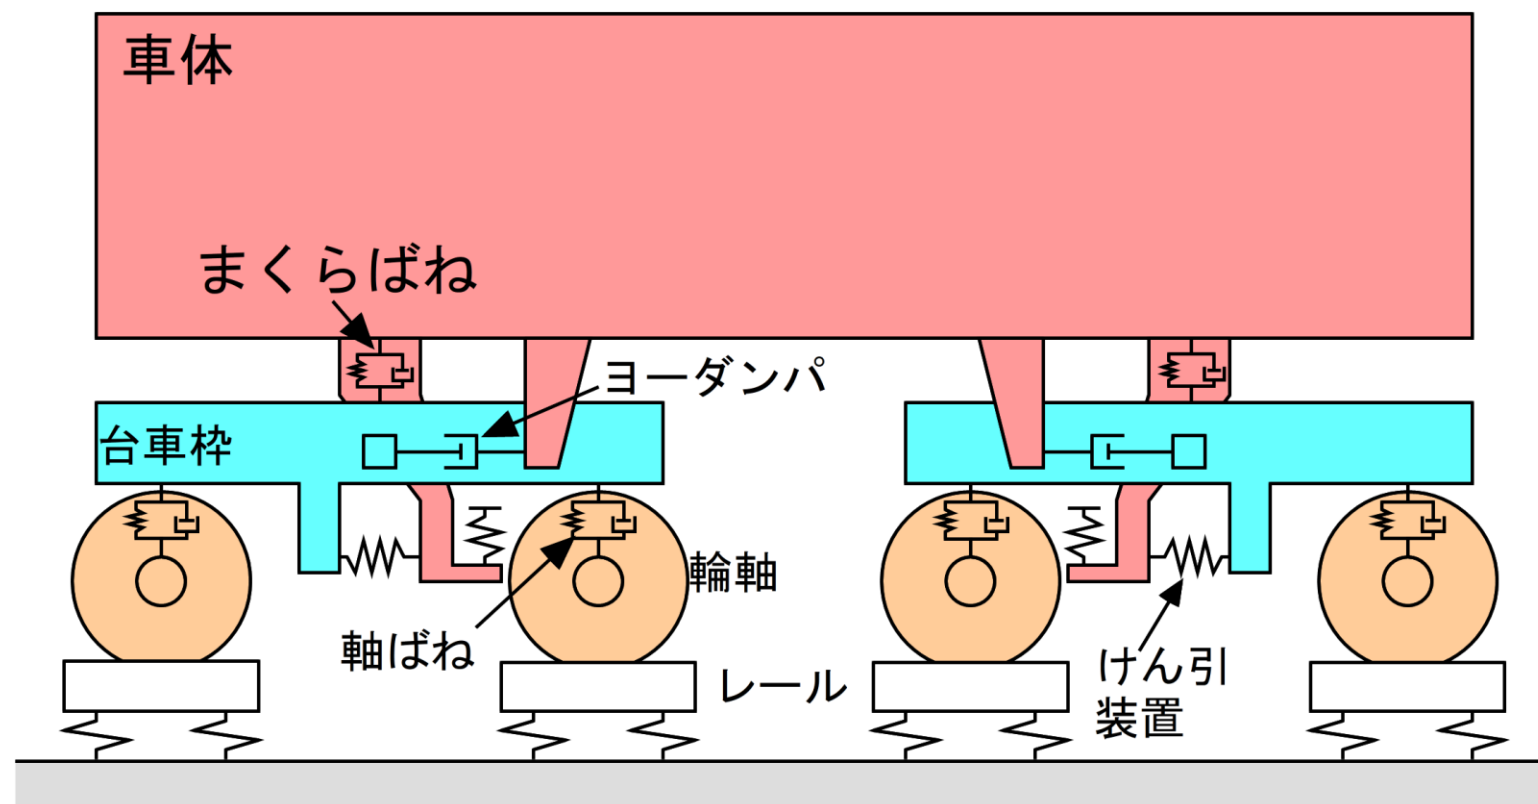 車体
まくらばね
ヨーダンパ
台車枠
輪軸
軸ばね
レール
けん引
装置